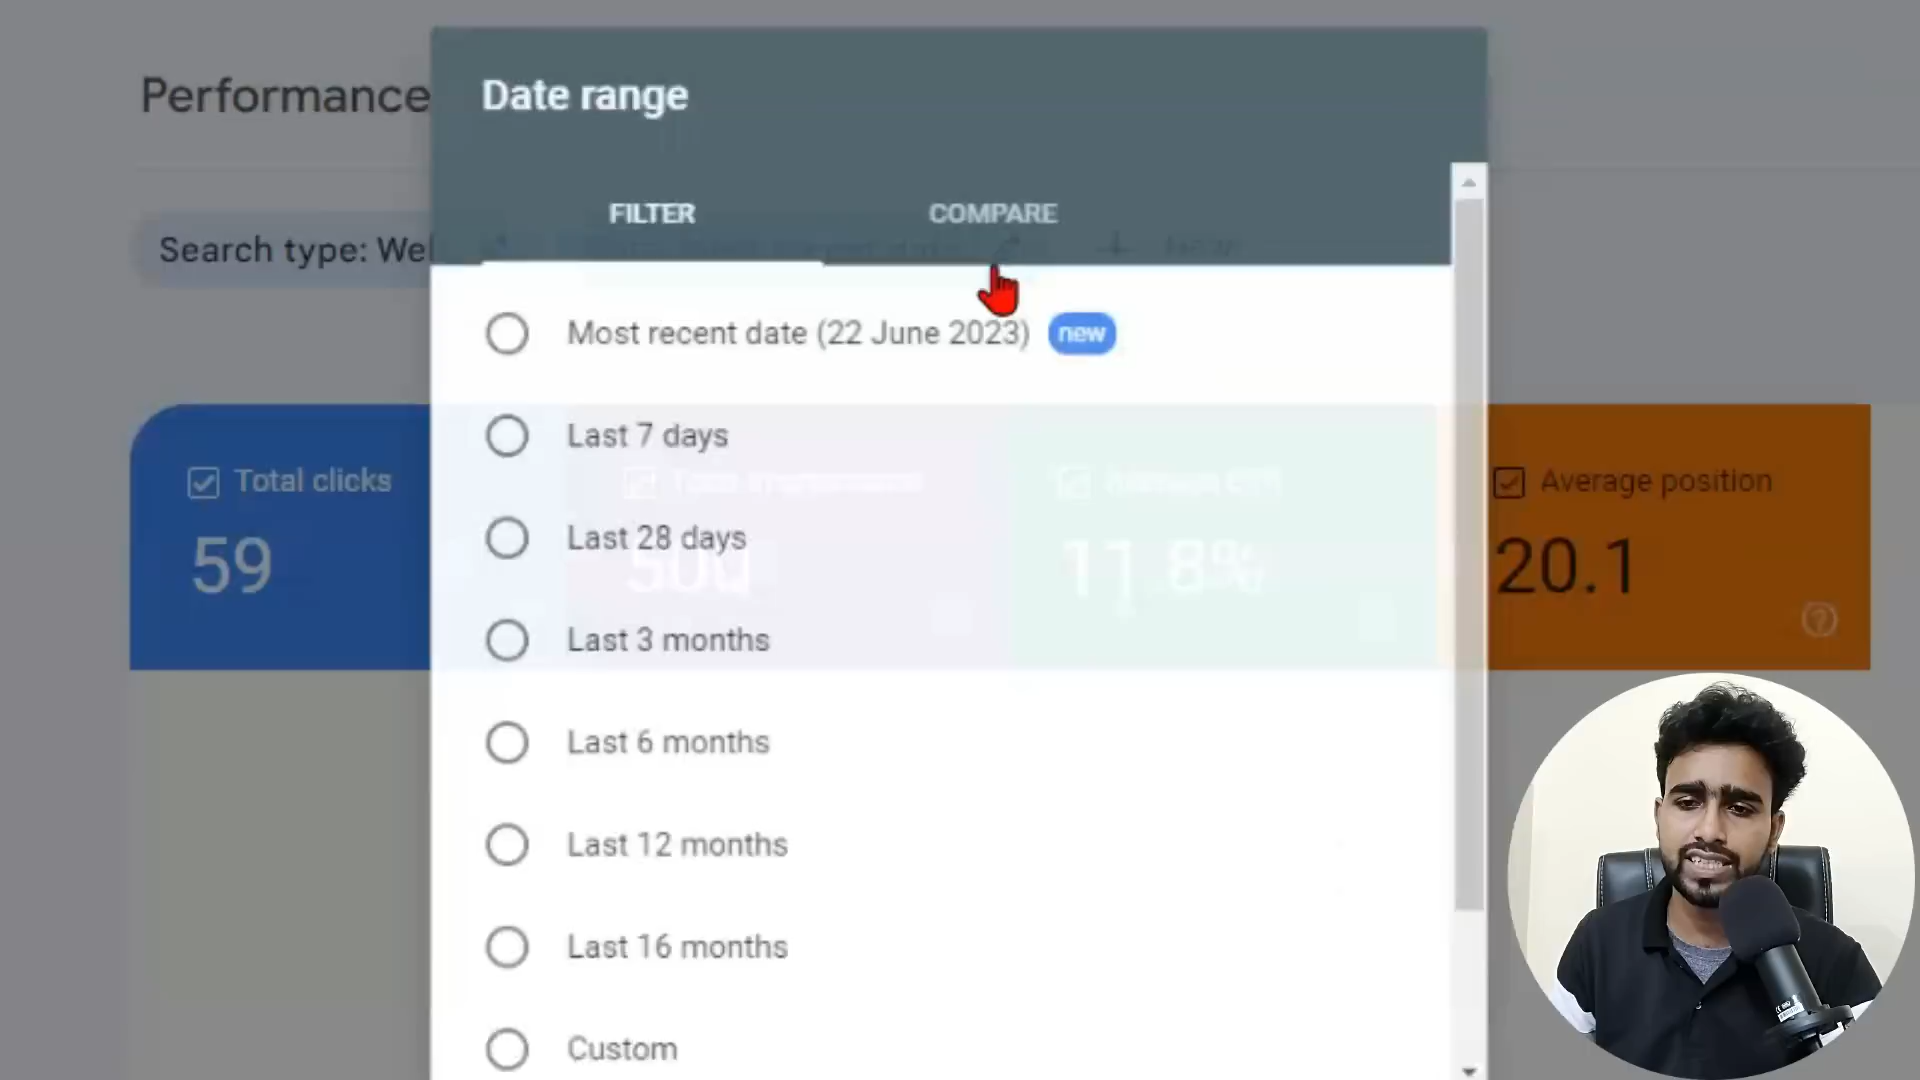 Performance
Date range
FILTER
COMPARE
Search type: We
Most recent date (22 June 2023)
new
Last 7 days
Total clicks
Average position
Last 28 days
59
11.8%
20.1
Last 3 months
Last 6 months
Last 12 months
Last 16 months
Custom